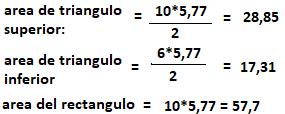 area de triangulo superior: = 10*5,77 / 2 = 28,85
area de triangulo inferior = 6*5,77 / 2 = 17,31
area del rectangulo = 10*5,77 = 57,7